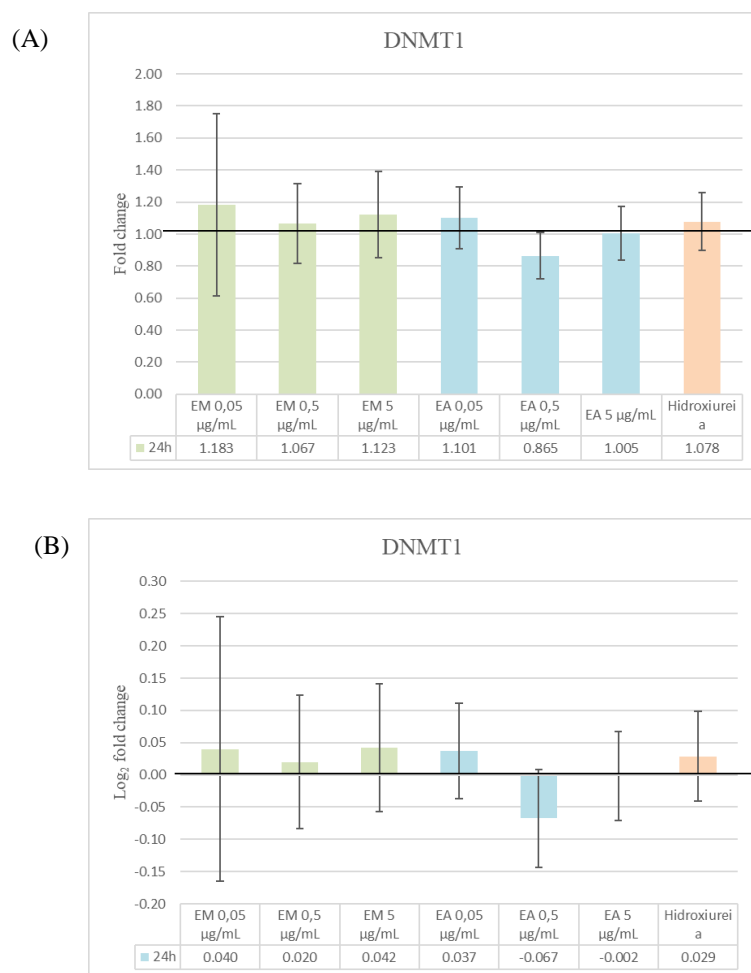 (A)
DNMT1
Fold change
2.00
1.80
1.60
1.40
1.20
1.00
0.80
0.60
0.40
0.20
0.00
EM 0,05 µg/mL
EM 0,5 µg/mL
EM 5 µg/mL
EA 0,05 µg/mL
EA 0,5 µg/mL
EA 5 µg/mL
Hidroxiurei
a
24h 1.183 1.067 1.123 1.101 0.865 1.005 1.078
(B)
DNMT1
Log₂ fold change
0.30
0.25
0.20
0.15
0.10
0.05
0.00
-0.05
-0.10
-0.15
-0.20
EM 0,05 µg/mL
EM 0,5 µg/mL
EM 5 µg/mL
EA 0,05 µg/mL
EA 0,5 µg/mL
EA 5 µg/mL
Hidroxiurei
a
24h 0.040 0.020 0.042 0.037 -0.067 -0.002 0.029